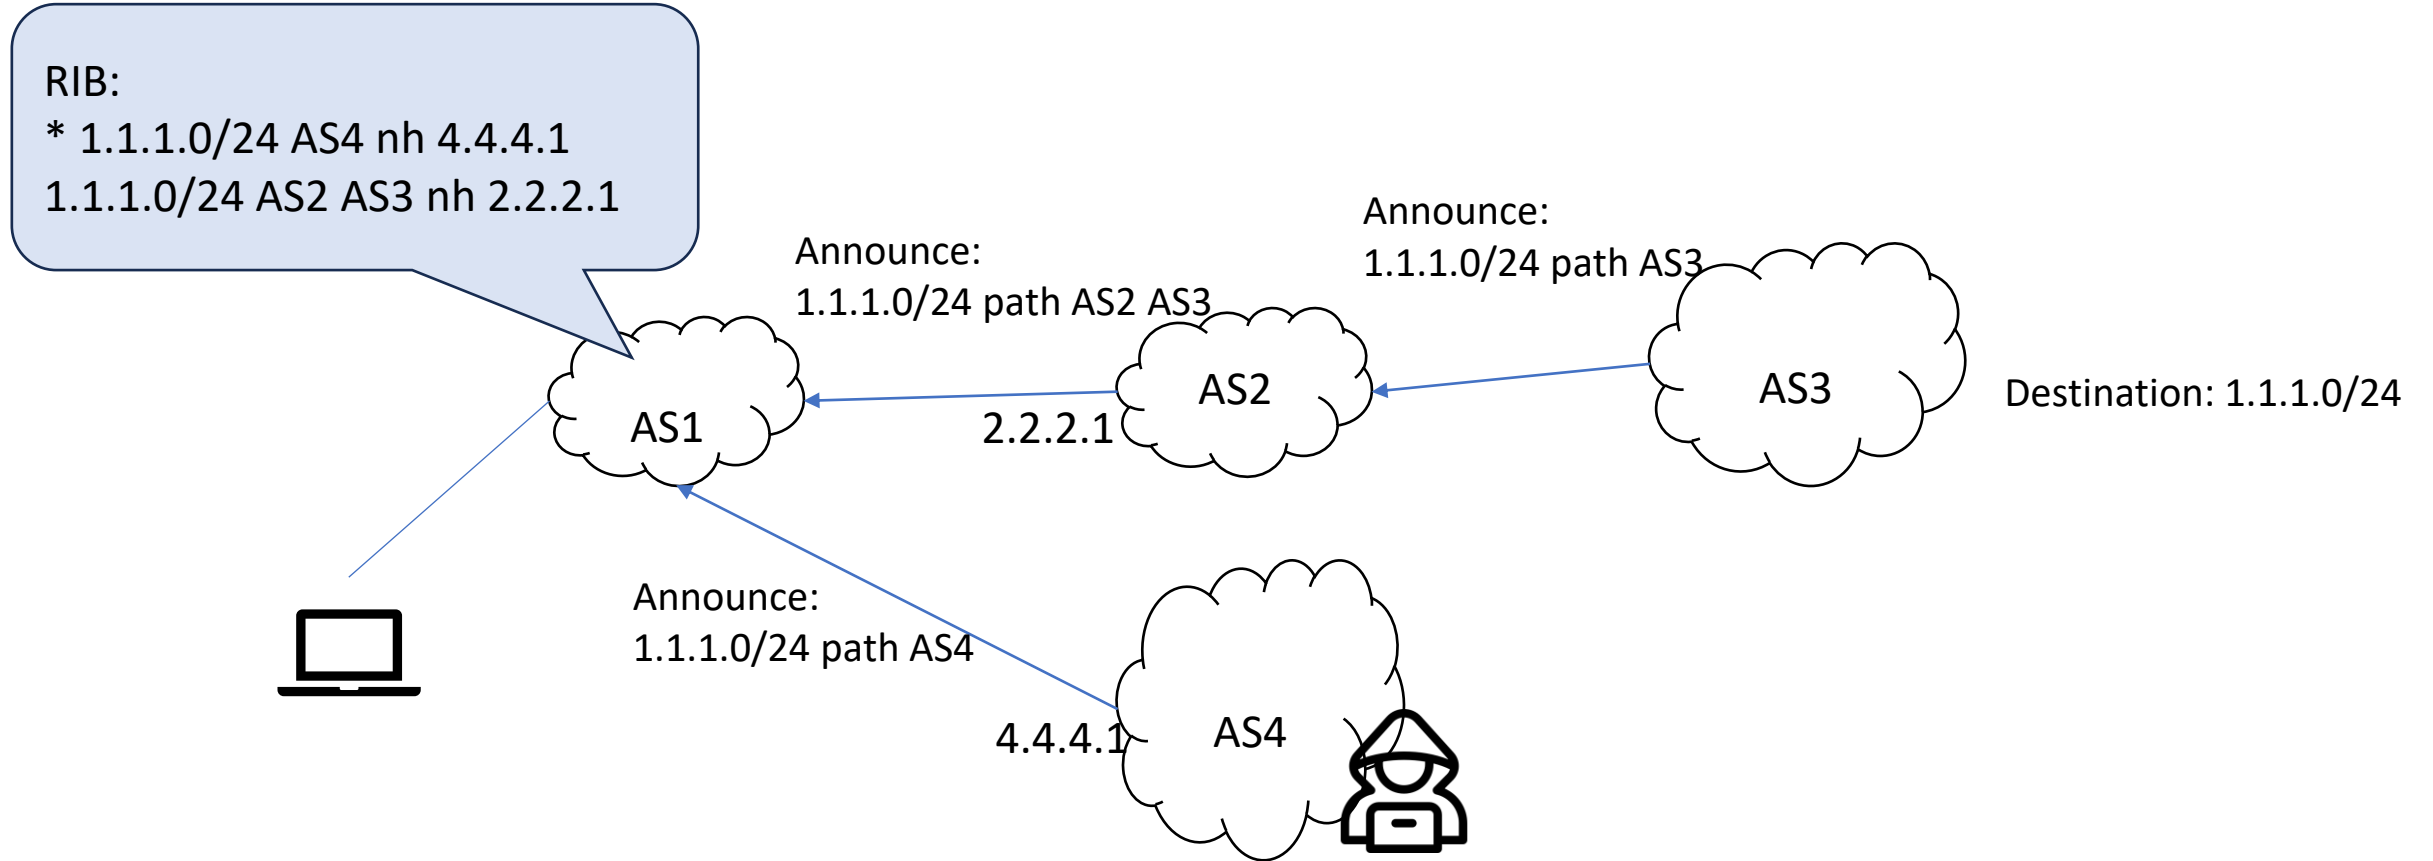 RIB:
* 1.1.1.0/24 AS4 nh 4.4.4.1
1.1.1.0/24 AS2 AS3 nh 2.2.2.1
Announce:
1.1.1.0/24 path AS3
Announce:
1.1.1.0/24 path AS2 AS3
AS1
2.2.2.1
AS2
AS3
Destination: 1.1.1.0/24
Announce:
1.1.1.0/24 path AS4
4.4.4.1
AS4